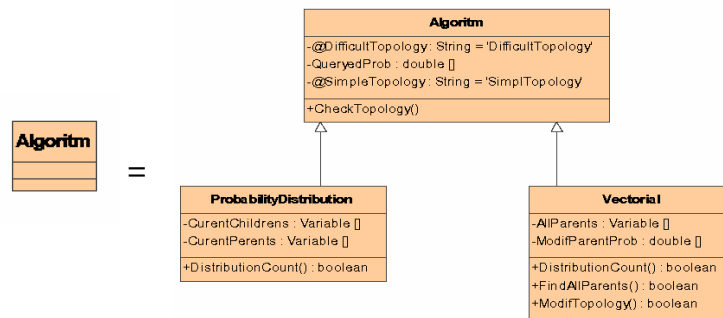 Algoritm
-@DifficultTopology: String = 'DifficultTopology'
-QueryedProb : double []
-@SimpleTopology: String = 'SimplTopology'
+CheckTopology()
Algoritm
=
ProbabilityDistribution
-CurentChildrens : Variable []
-CurentPerents : Variable []
+DistributionCount() : boolean
Vectorial
-AllParents : Variable []
-ModifParentProb : double []
+DistributionCount() : boolean
+FindAllParents() : boolean
+ModifTopology() : boolean